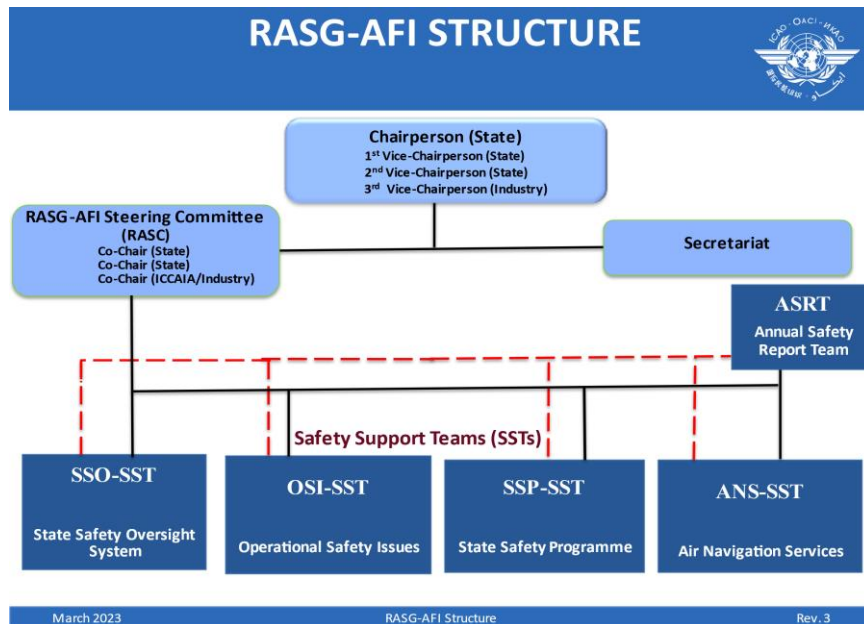 RASG-AFI STRUCTURE
ICAO · OACI · ИКАО
Chairperson (State)
1st Vice-Chairperson (State)
2nd Vice-Chairperson (State)
3rd Vice-Chairperson (Industry)
RASG-AFI Steering Committee
(RASC)
Co-Chair (State)
Co-Chair (State)
Co-Chair (ICCAIA/Industry)
Secretariat
ASRT
Annual Safety
Report Team
Safety Support Teams (SSTs)
SSO-SST
State Safety Oversight
System
OSI-SST
Operational Safety Issues
SSP-SST
State Safety Programme
ANS-SST
Air Navigation Services
March 2023
RASG-AFI Structure
Rev. 3